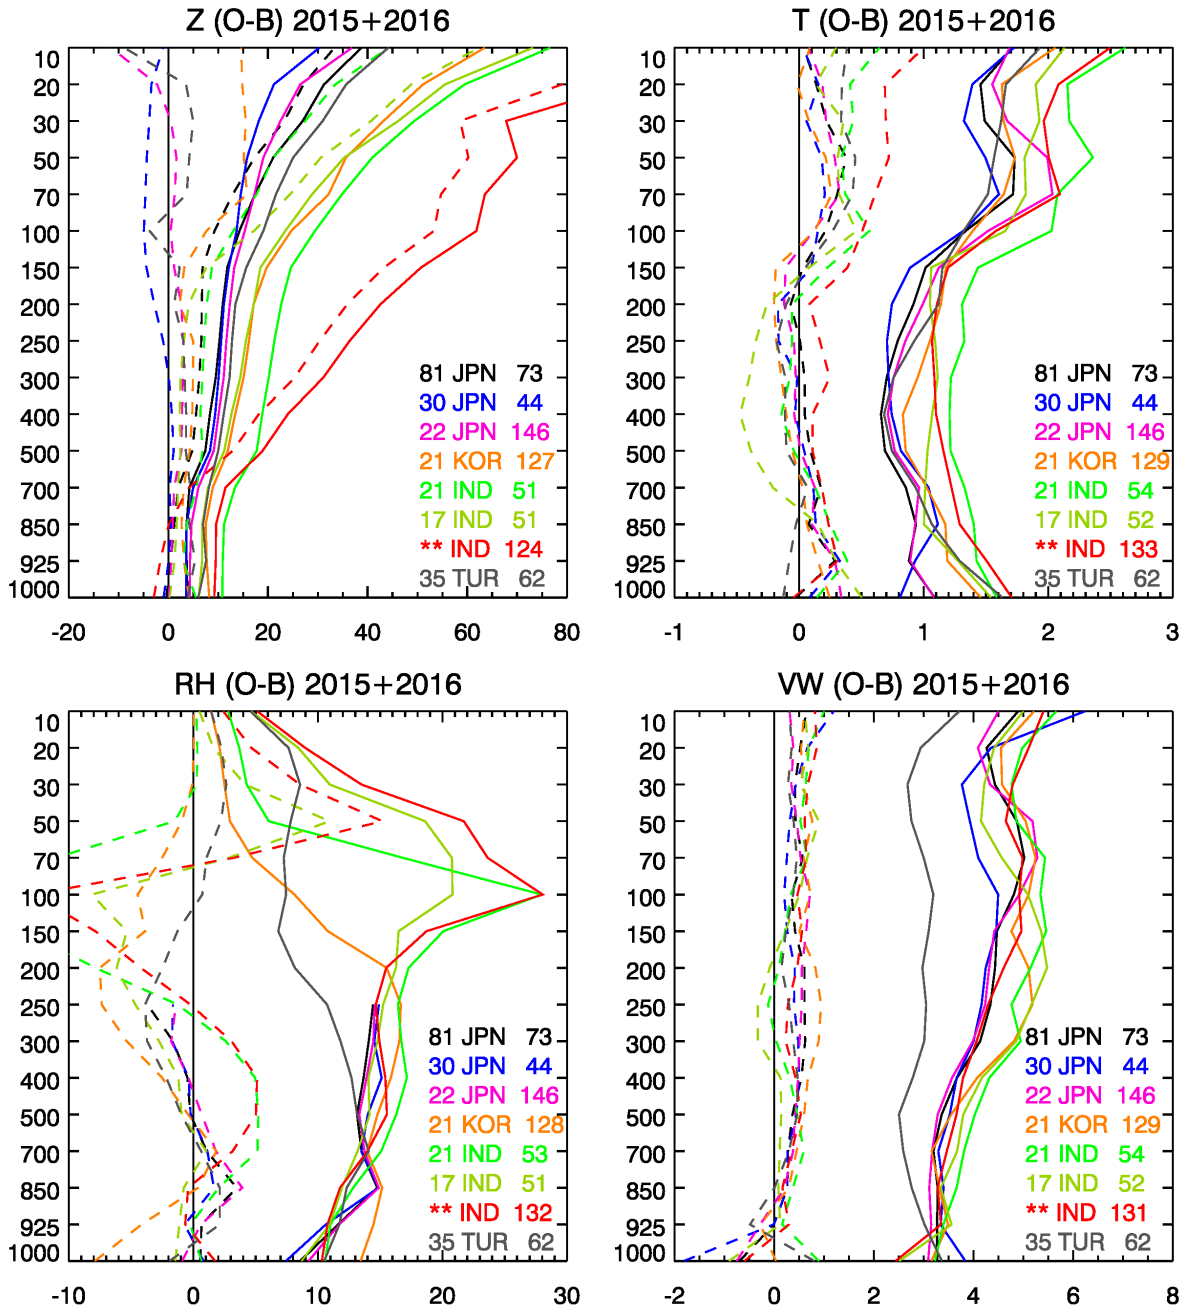 Z (O-B) 2015+2016
10
20
30
50
70
100
150
200
250
300
400
500
700
850
925
1000
81 JPN 73
30 JPN 44
22 JPN 146
21 KOR 127
21 IND 51
17 IND 51
** IND 124
35 TUR 62
-20 0 20 40 60 80
T (O-B) 2015+2016
10
20
30
50
70
100
150
200
250
300
400
500
700
850
925
1000
81 JPN 73
30 JPN 44
22 JPN 146
21 KOR 129
21 IND 54
17 IND 52
** IND 133
35 TUR 62
-1 0 1 2 3
RH (O-B) 2015+2016
10
20
30
50
70
100
150
200
250
300
400
500
700
850
925
1000
81 JPN 73
30 JPN 44
22 JPN 146
21 KOR 128
21 IND 53
17 IND 51
** IND 132
35 TUR 62
-10 0 10 20 30
VW (O-B) 2015+2016
10
20
30
50
70
100
150
200
250
300
400
500
700
850
925
1000
81 JPN 73
30 JPN 44
22 JPN 146
21 KOR 129
21 IND 54
17 IND 52
** IND 131
35 TUR 62
-2 0 2 4 6 8